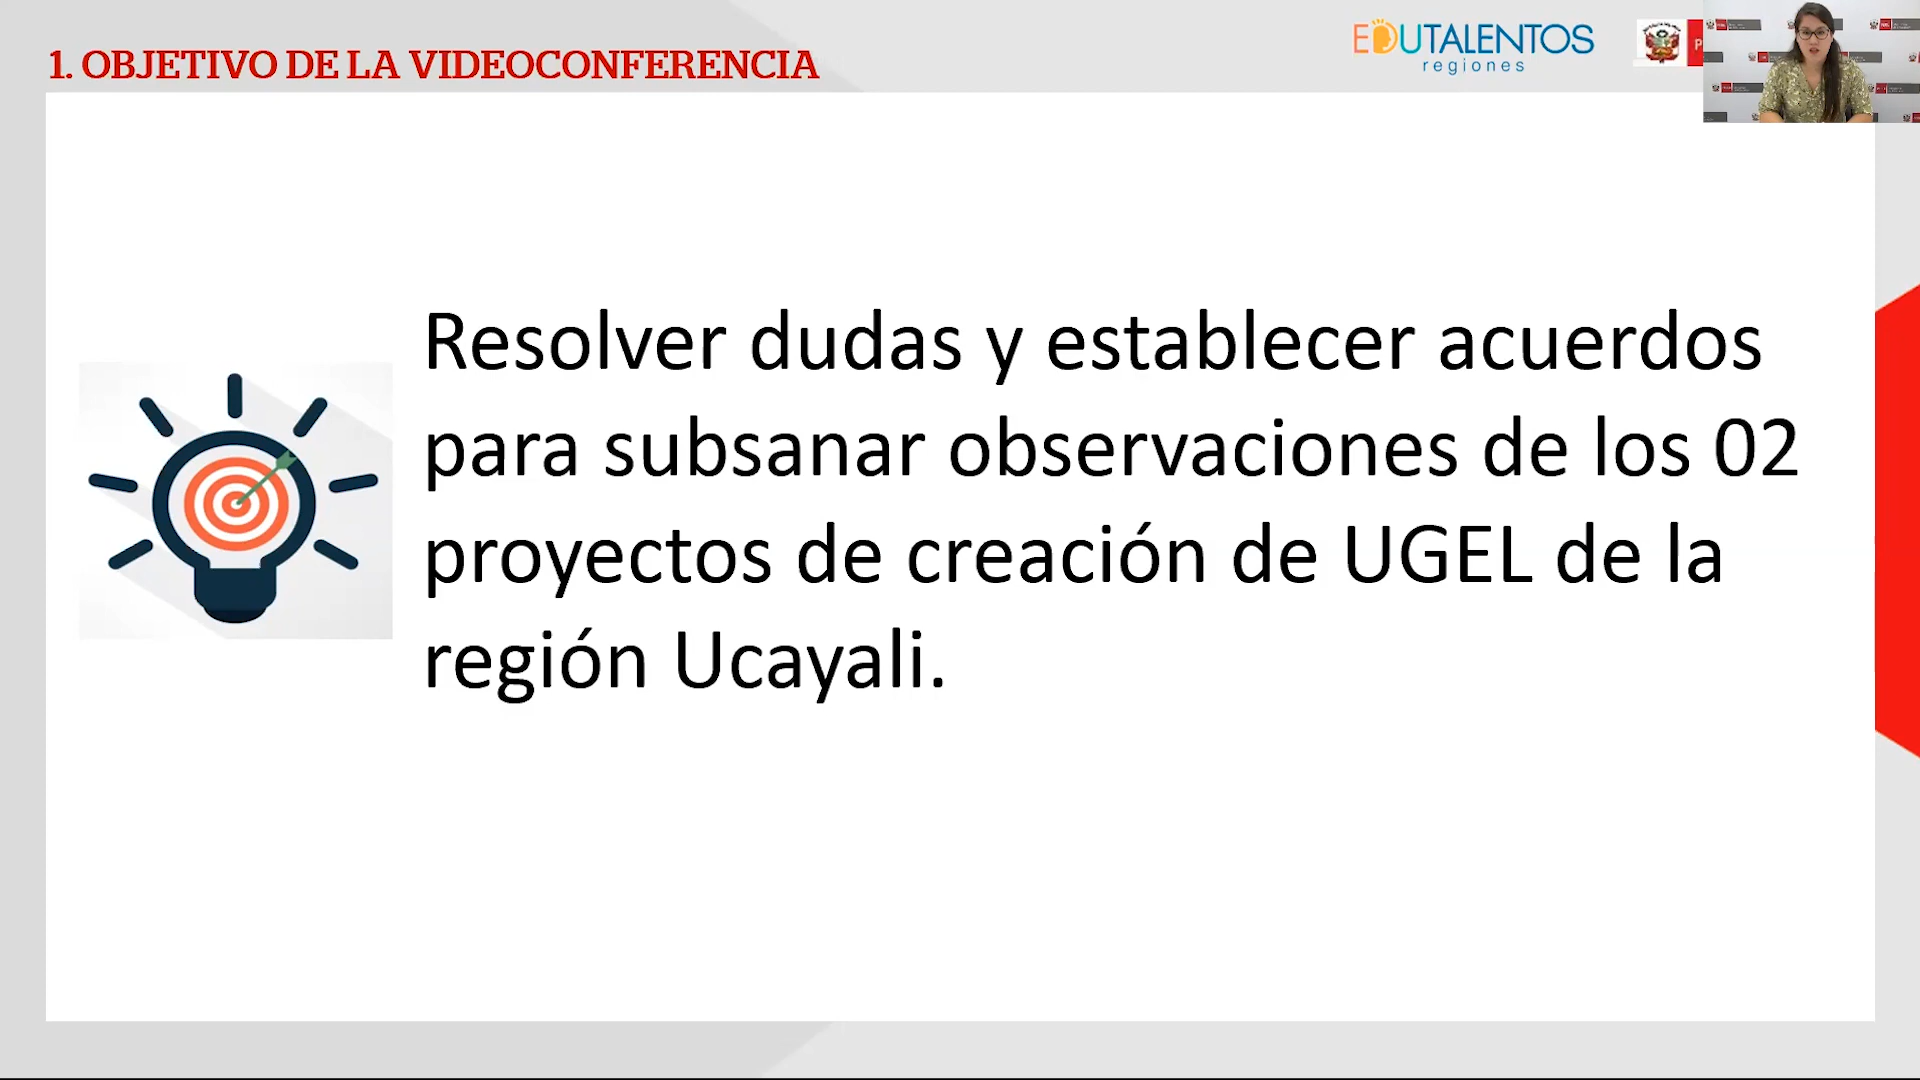 1. OBJETIVO DE LA VIDEOCONFERENCIA
EDUTALENTOS
regiones
P
Resolver dudas y establecer acuerdos
para subsanar observaciones de los 02
proyectos de creación de UGEL de la
región Ucayali.